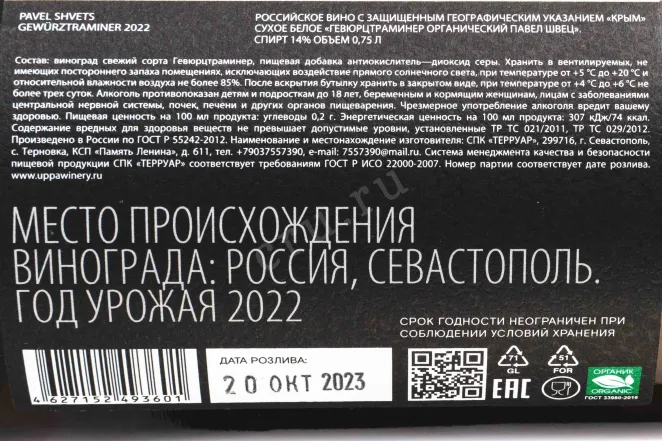 PAVEL SHVETS
GEWÜRZTRAMINER 2022
РОССИЙСКОЕ ВИНО С ЗАЩИЩЕННЫМ ГЕОГРАФИЧЕСКИМ УКАЗАНИЕМ «КРЫМ»
СУХОЕ БЕЛОЕ «ГЕВЮРЦТРАМИНЕР ОРГАНИЧЕСКИЙ ПАВЕЛ ШВЕЦ».
СПИРТ 14% ОБЪЕМ 0,75 Л
Состав: виноград свежий сорта Гевюрцтраминер, пищевая добавка антиокислитель—диоксид серы. Хранить в вентилируемых, не
имеющих постороннего запаха помещениях, исключающих воздействие прямого солнечного света, при температуре от +5 °С до +20 °С и
относительной влажности воздуха не более 85%. После вскрытия бутылку хранить в закрытом виде, при температуре от +4 °С до +6 °С не
более трех суток. Алкоголь противопоказан детям и подросткам до 18 лет, беременным и кормящим женщинам, лицам с заболеваниями
центральной нервной системы, почек, печени и других органов пищеварения. Чрезмерное употребление алкоголя вредит вашему
здоровью. Пищевая ценность на 100 мл продукта: углеводы 0,2 г. Энергетическая ценность на 100 мл продукта: 307 кДж/74 ккал.
Содержание вредных для здоровья веществ не превышает допустимые уровни, установленные ТР ТС 021/2011, ТР ТС 029/2012.
Произведено в России по ГОСТ Р 55242-2012. Наименование и местонахождение изготовителя: СПК «ТЕРРУАР», 299716, г. Севастополь,
с. Терновка, КСП «Память Ленина», д. 611, тел. +79037557390, e-mail: 7557390@mail.ru. Система менеджмента качества и безопасности
пищевой продукции СПК «ТЕРРУАР» соответствует требованиям ГОСТ Р ИСО 22000-2007. Номер партии соответствует дате розлива.
www.uppawinery.ru
МЕСТО ПРОИСХОЖДЕНИЯ
ВИНОГРАДА: РОССИЯ, СЕВАСТОПОЛЬ.
ГОД УРОЖАЯ 2022
СРОК ГОДНОСТИ НЕОГРАНИЧЕН ПРИ
СОБЛЮДЕНИИ УСЛОВИЙ ХРАНЕНИЯ
4 627152 493601
ДАТА РОЗЛИВА:
20 ОКТ 2023
71
GL
51
FOR
EAC
ОРГАНИК
ORGANIC
ГОСТ 33980-2016